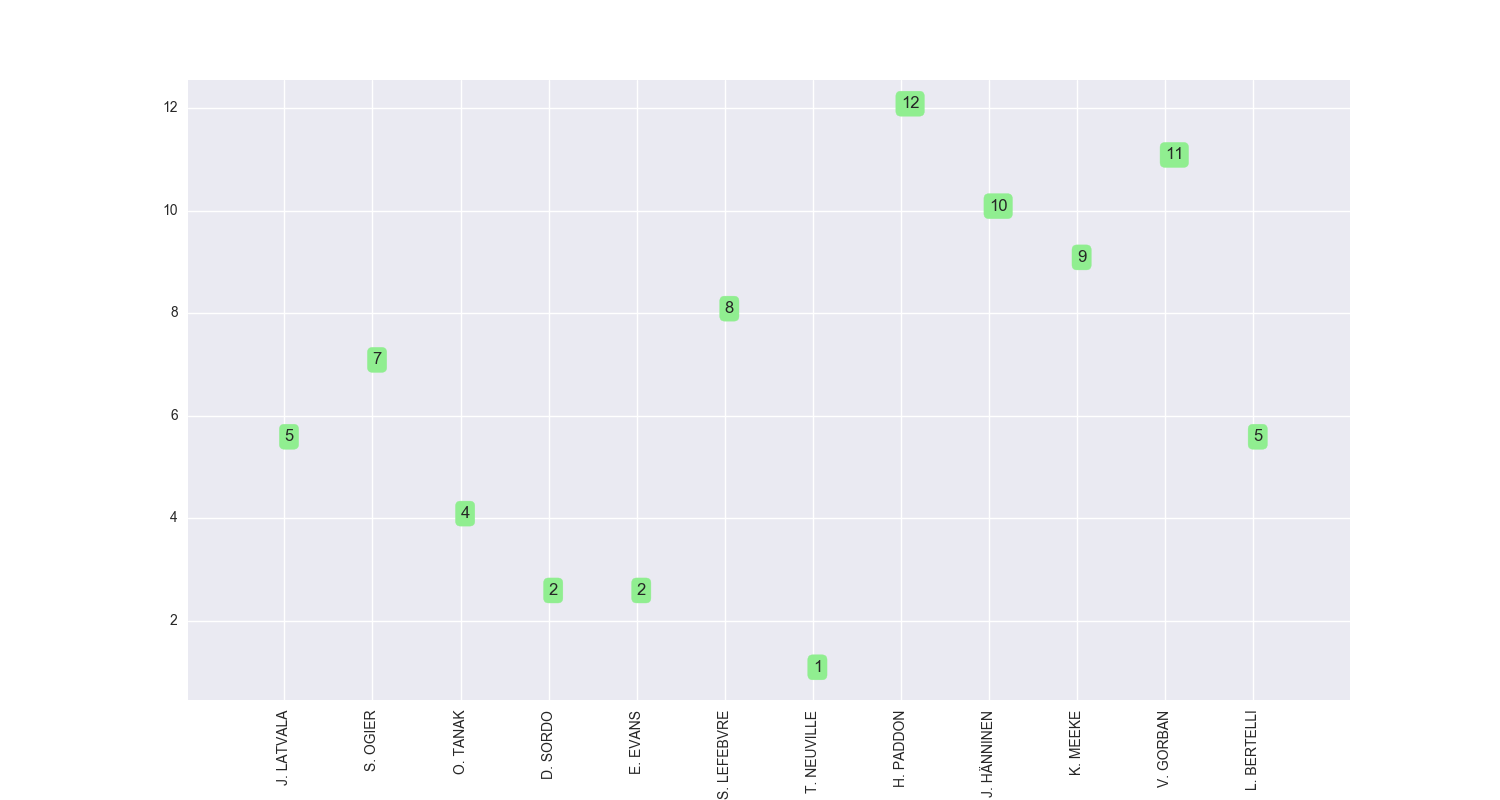 12
10
8
6
4
2
12
11
10
9
8
7
5
5
4
2
2
1
J. LATVALA
S. OGIER
O. TANAK
D. SORDO
E. EVANS
S. LEFEBVRE
T. NEUVILLE
H. PADDON
J. HÄNNINEN
K. MEEKE
V. GORBAN
L. BERTELLI